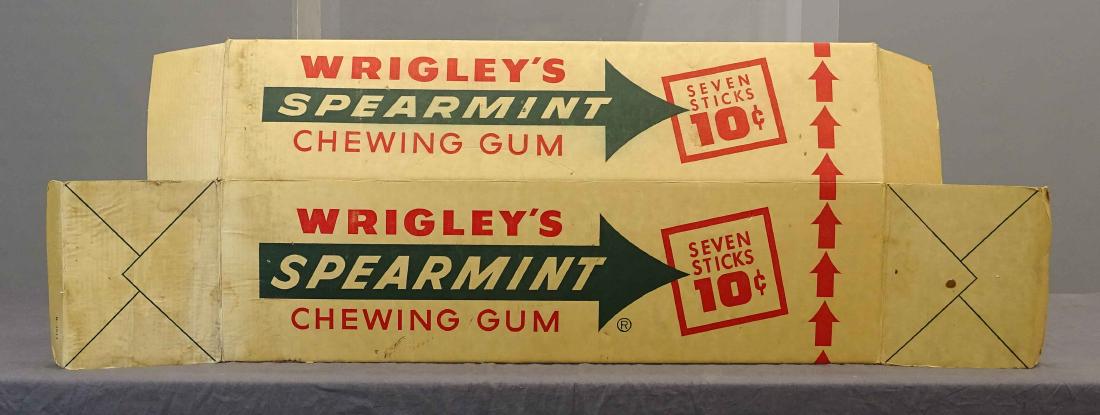 WRIGLEY'S
SPEARMINT
CHEWING GUM
SEVEN
STICKS
10¢
WRIGLEY'S
SPEARMINT
CHEWING GUM
®
SEVEN
STICKS
10¢